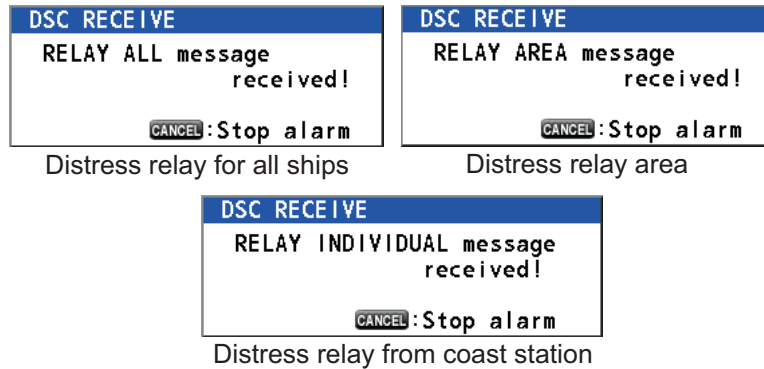 DSC RECEIVE
RELAY ALL message
received!
CANCEL:Stop alarm
Distress relay for all ships
DSC RECEIVE
RELAY AREA message
received!
CANCEL:Stop alarm
Distress relay area
DSC RECEIVE
RELAY INDIVIDUAL message
received!
CANCEL:Stop alarm
Distress relay from coast station